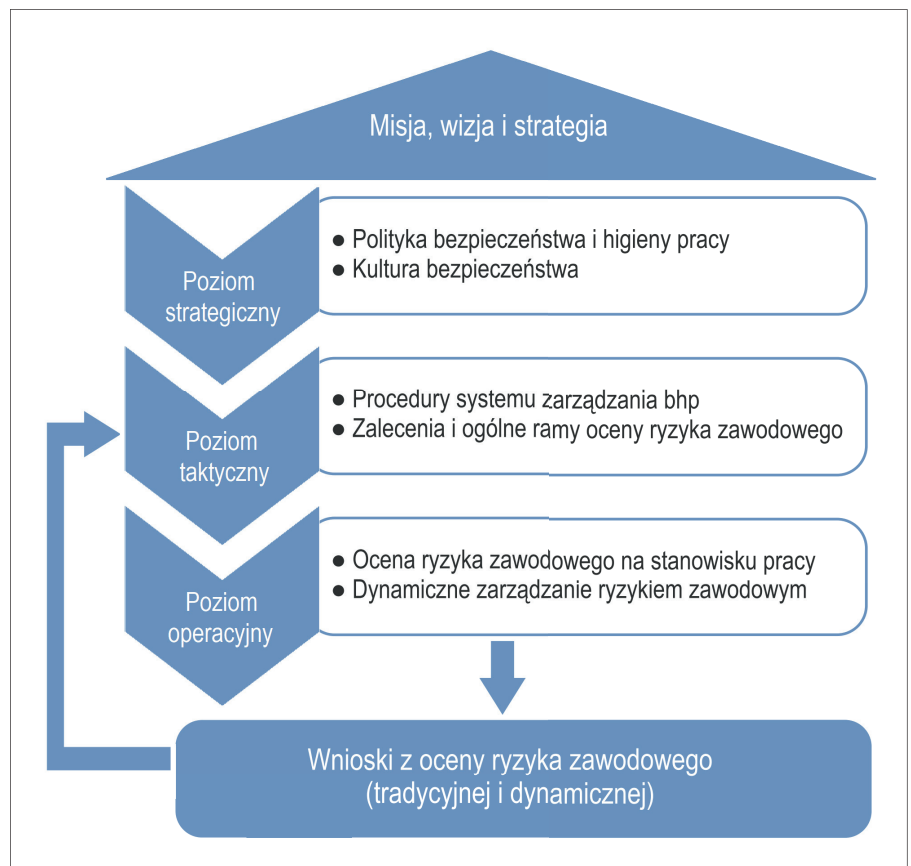 Misja, wizja i strategia
Poziom
strategiczny
● Polityka bezpieczeństwa i higieny pracy
● Kultura bezpieczeństwa
Poziom
taktyczny
● Procedury systemu zarządzania bhp
● Zalecenia i ogólne ramy oceny ryzyka zawodowego
Poziom
operacyjny
● Ocena ryzyka zawodowego na stanowisku pracy
● Dynamiczne zarządzanie ryzykiem zawodowym
Wnioski z oceny ryzyka zawodowego
(tradycyjnej i dynamicznej)